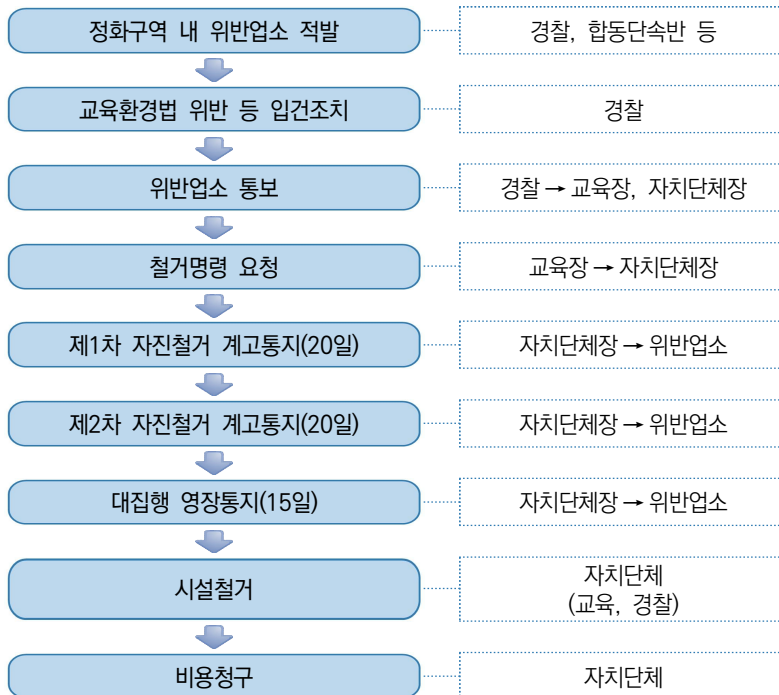 정화구역 내 위반업소 적발
경찰, 합동단속반 등
교육환경법 위반 등 입건조치
경찰
위반업소 통보
경찰 → 교육장, 자치단체장
철거명령 요청
교육장 → 자치단체장
제1차 자진철거 계고통지(20일)
자치단체장 → 위반업소
제2차 자진철거 계고통지(20일)
자치단체장 → 위반업소
대집행 영장통지(15일)
자치단체장 → 위반업소
시설철거
자치단체
(교육, 경찰)
비용청구
자치단체